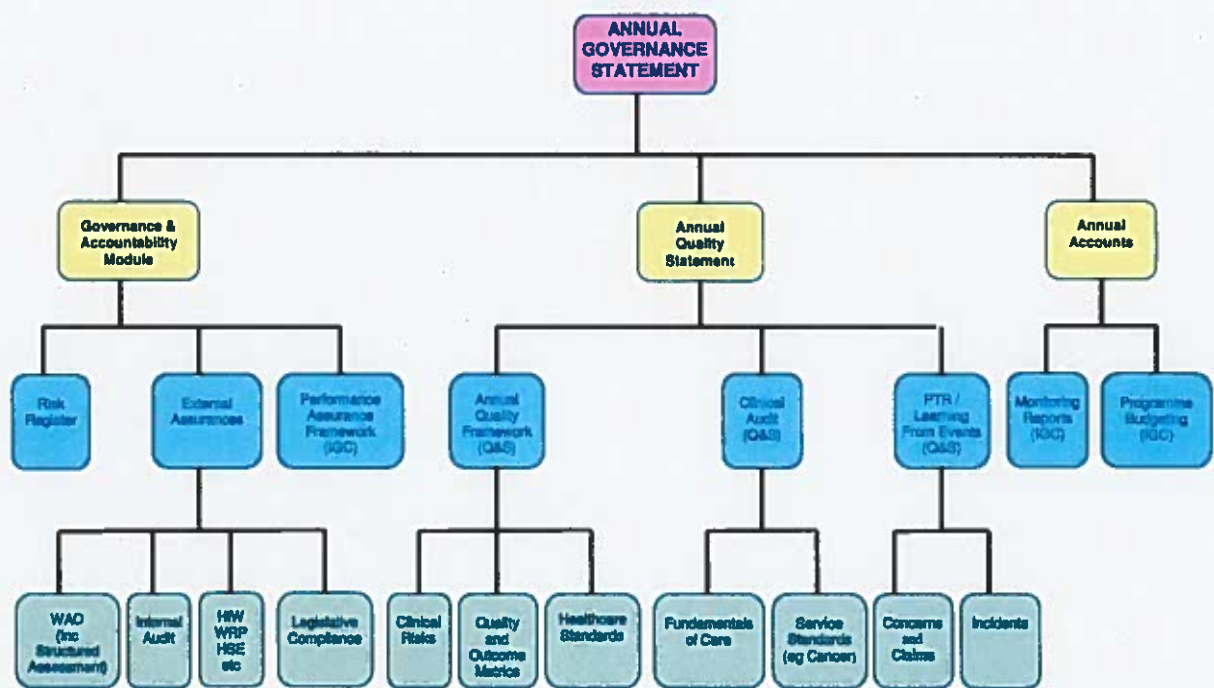 ANNUAL
GOVERNANCE
STATEMENT
Governance &
Accountability
Module
Annual
Quality
Statement
Annual
Accounts
Risk
Register
External
Assurances
Performance
Assurance
Framework
(IGC)
Annual
Quality
Framework
(Q&S)
Clinical
Audit
(Q&S)
PTR /
Learning
From Events
(Q&S)
Monitoring
Reports
(IGC)
Programme
Budgeting
(IGC)
WAO
(inc
Structured
Assessment)
Internal
Audit
HIW
WRP
HSE
etc
Legislative
Compliance
Clinical
Risks
Quality
and
Outcome
Metrics
Healthcare
Standards
Fundamentals
of Care
Service
Standards
(eg Cancer)
Concerns
and
Claims
Incidents